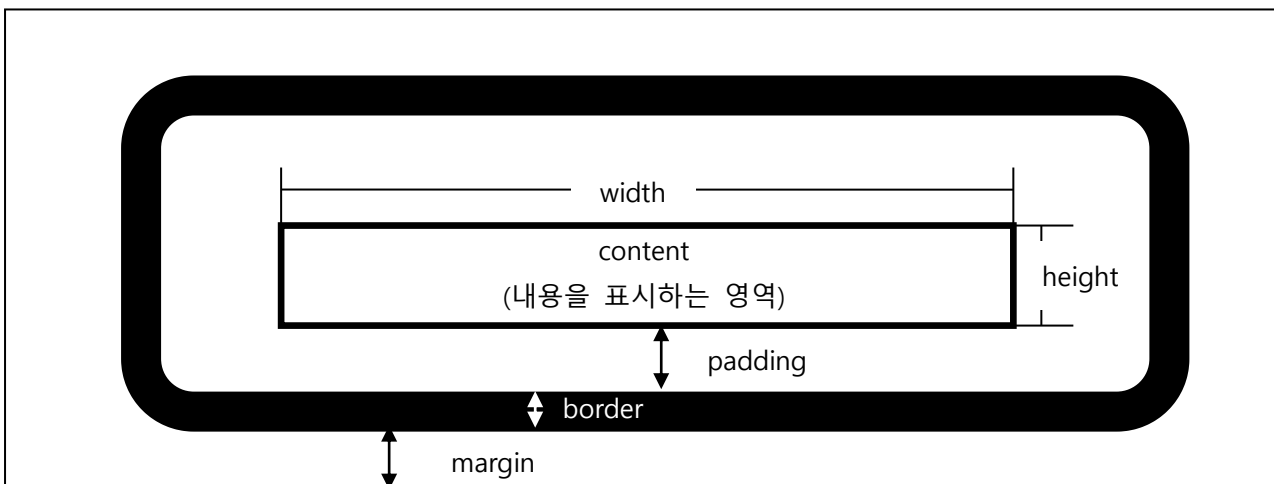 width
content
(내용을 표시하는 영역)
height
padding
border
margin